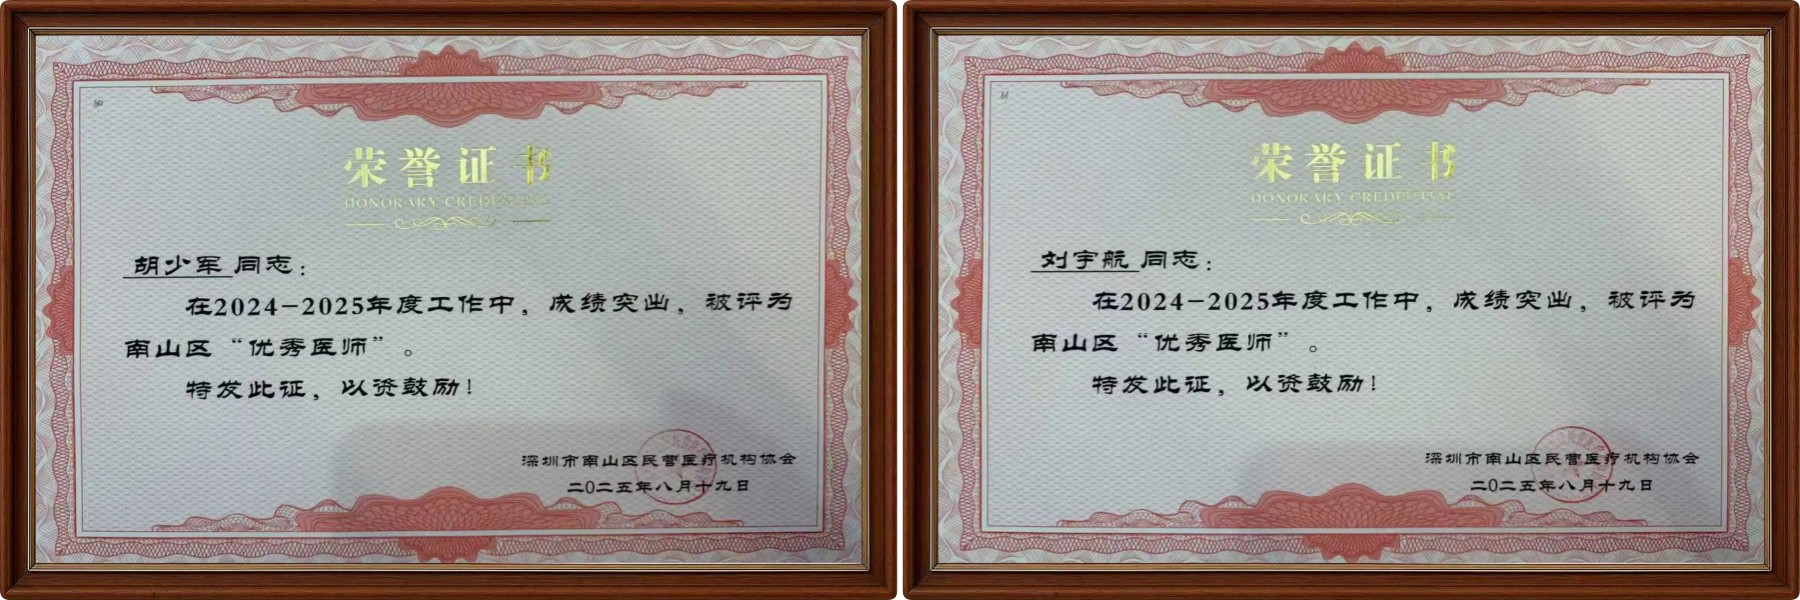 荣誉证书
HONORARY CREDENTIAL
胡少军同志：
在2024-2025年度工作中，成绩突出，被评为
南山区“优秀医师”。
特发此证，以资鼓励！
深圳市南山区民营医疗机构协会
二〇二五年八月十九日
荣誉证书
HONORARY CREDENTIAL
刘宇航同志：
在2024-2025年度工作中，成绩突出，被评为
南山区“优秀医师”。
特发此证，以资鼓励！
深圳市南山区民营医疗机构协会
二〇二五年八月十九日